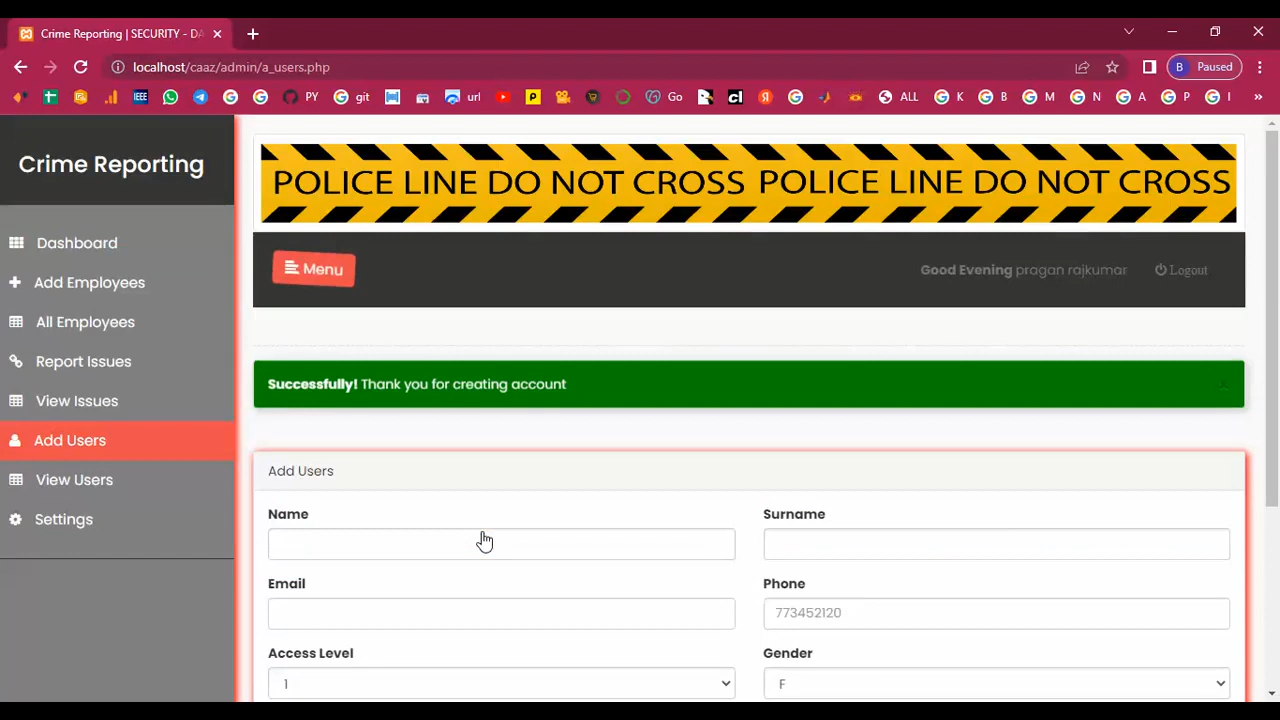 Crime Reporting | SECURITY - DA
localhost/caaz/admin/a_users.php
B Paused
IEEE
PY
git
url
P
Go
cl
ALL
K
B
M
N
A
P
I
Crime Reporting
Dashboard
Add Employees
All Employees
Report Issues
View Issues
Add Users
View Users
Settings
POLICE LINE DO NOT CROSS POLICE LINE DO NOT CROSS
Menu
Good Evening pragan rajkumar
Logout
Successfully! Thank you for creating account
Add Users
Name
Surname
Email
Phone
773452120
Access Level
Gender
1
F